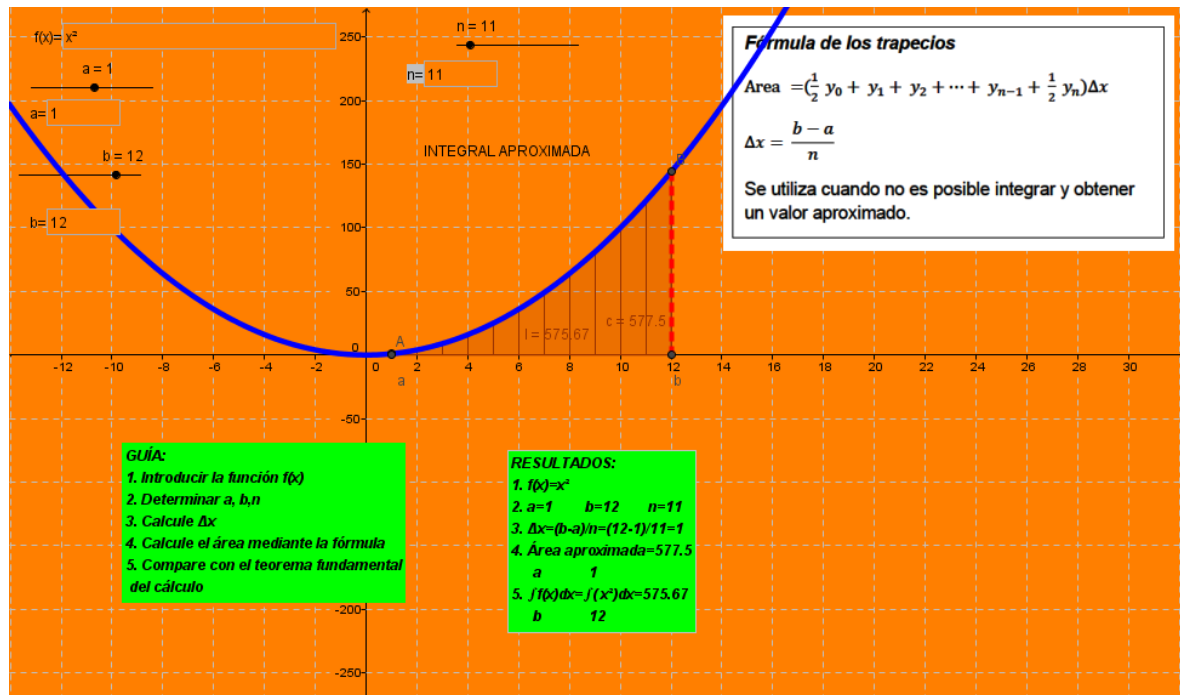 f(x)= x²
a = 1
a= 1
b = 12
b= 12
n = 11
n= 11
INTEGRAL APROXIMADA
Fórmula de los trapecios
Area =(1/2 y₀ + y₁ + y₂ + ⋯ + yₙ₋₁ + 1/2 yₙ)Δx
Δx = (b − a)/n
Se utiliza cuando no es posible integrar y obtener
un valor aproximado.
250
200
150
100
50
0
-50
-200
-250
-12 -10 -8 -6 -4 -2 0 2 4 6 8 10 12 14 16 18 20 22 24 26 28 30
A
a
b
I = 575.67
c = 577.5
GUÍA:
1. Introducir la función f(x)
2. Determinar a, b,n
3. Calcule Δx
4. Calcule el área mediante la fórmula
5. Compare con el teorema fundamental
del cálculo
RESULTADOS:
1. f(x)=x²
2. a=1 b=12 n=11
3. Δx=(b-a)/n=(12-1)/11=1
4. Área aproximada=577.5
a 1
5. ∫f(x)dx=∫(x²)dx=575.67
b 12